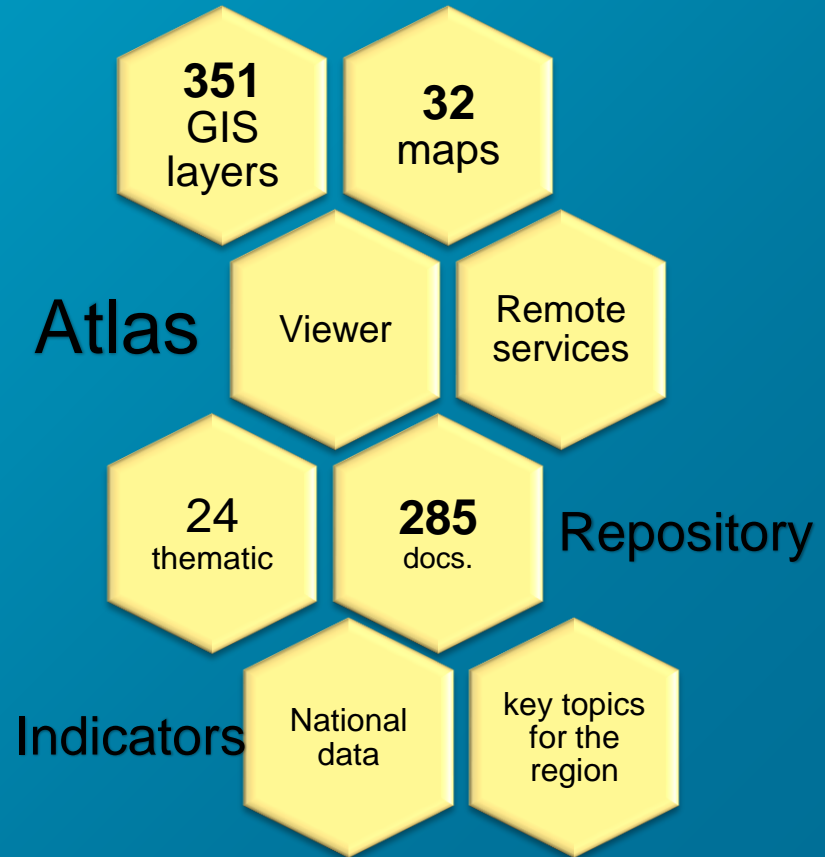 351
GIS
layers
32
maps
Atlas
Viewer
Remote
services
24
thematic
285
docs.
Repository
Indicators
National
data
key topics
for the
region